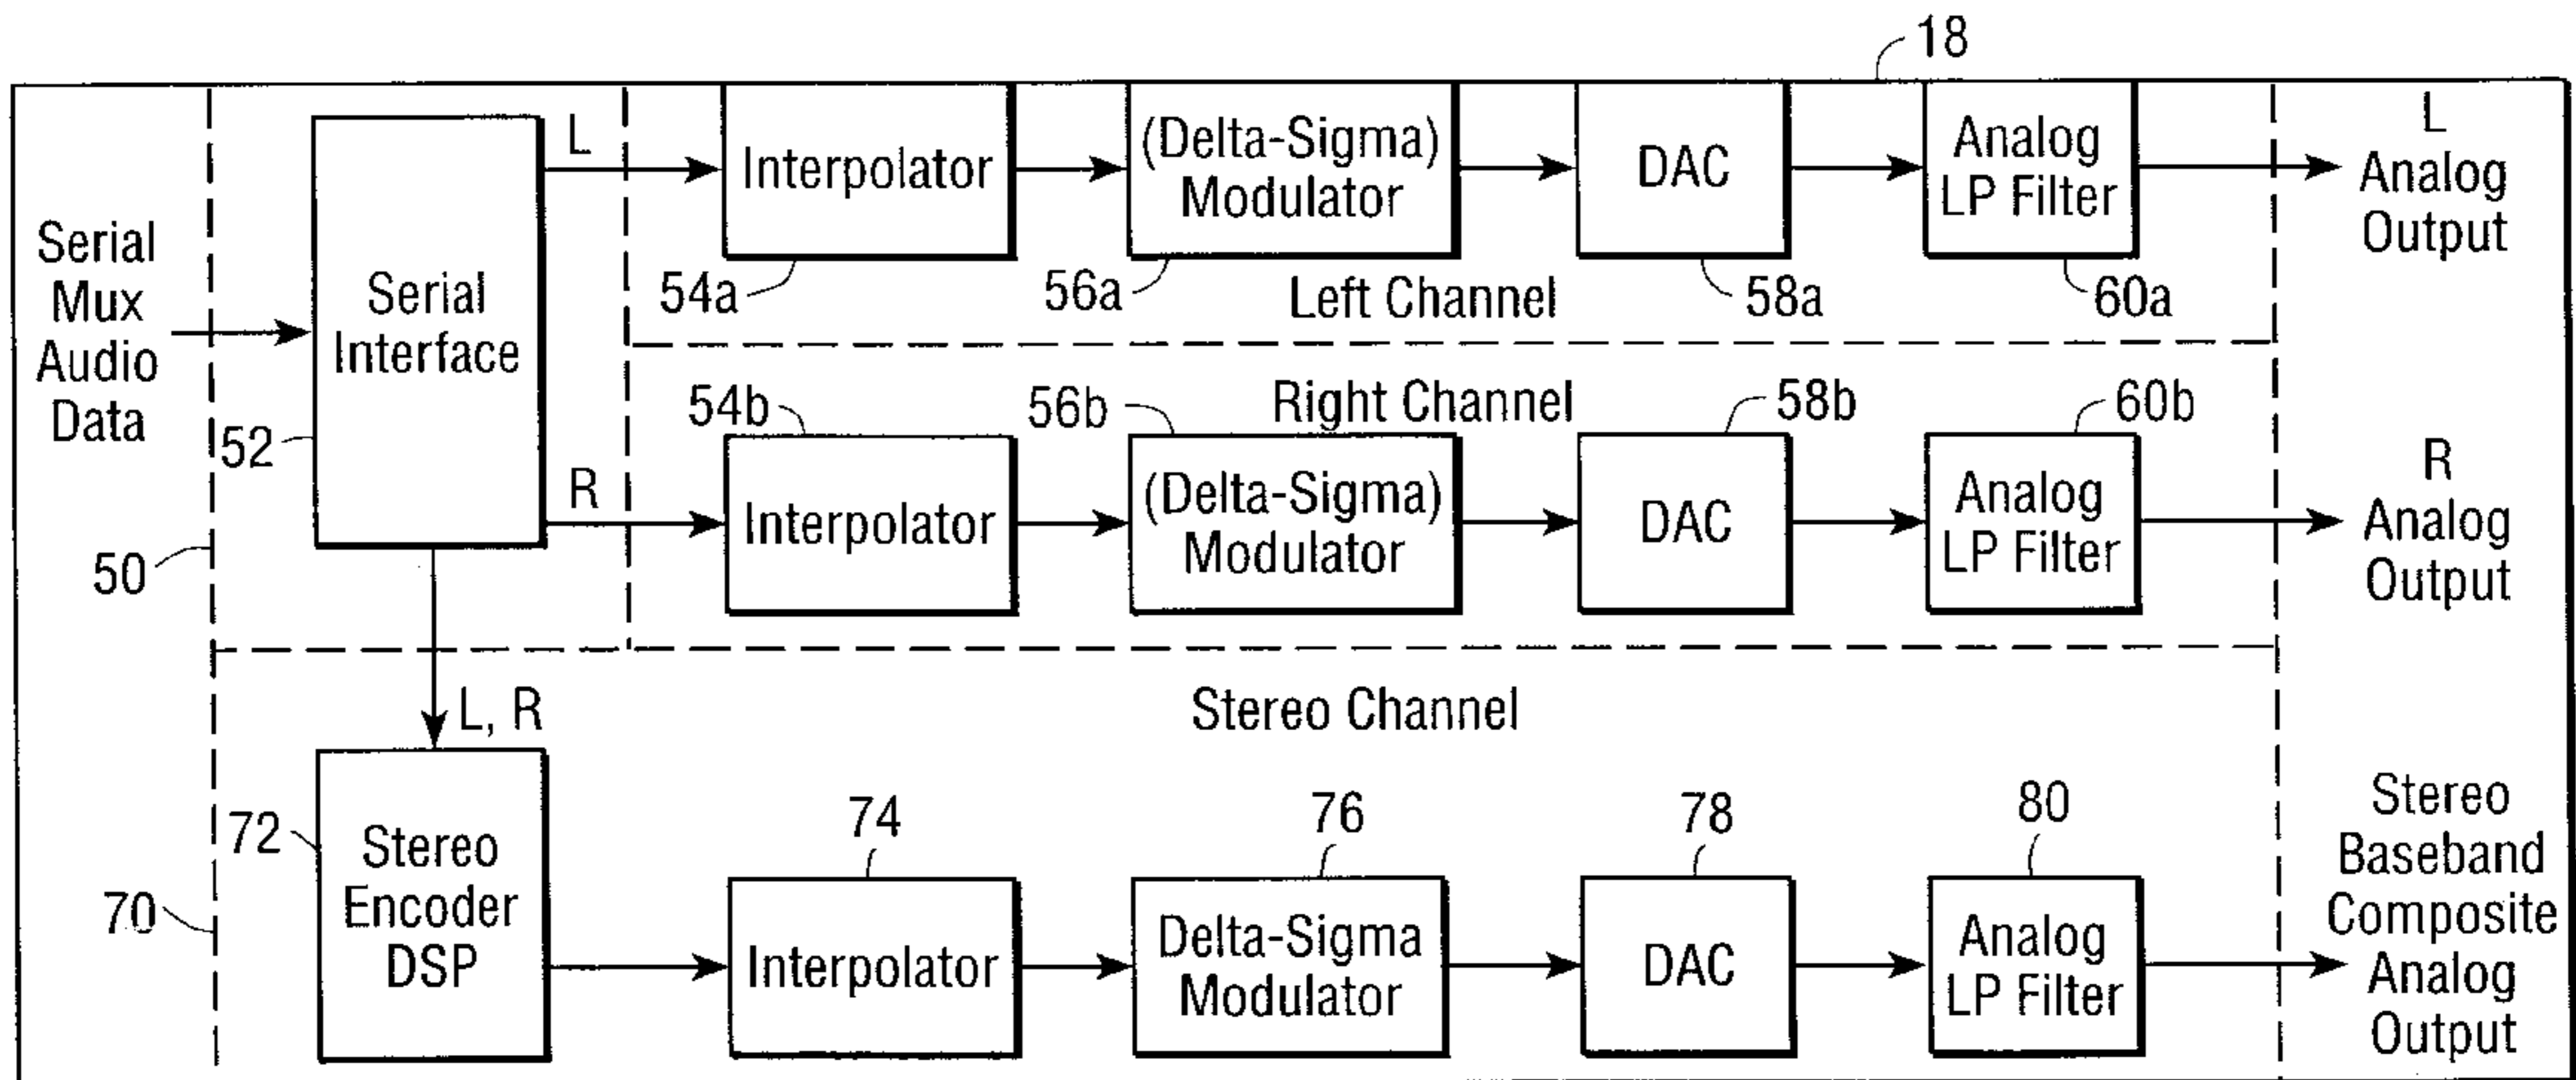 18
Serial
Mux
Audio
Data
Serial
Interface
52
50
L
R
L, R
Interpolator
54a
(Delta-Sigma)
Modulator
56a
DAC
58a
Analog
LP Filter
60a
Left Channel
L
Analog
Output
Right Channel
54b
Interpolator
56b
(Delta-Sigma)
Modulator
58b
DAC
60b
Analog
LP Filter
R
Analog
Output
Stereo Channel
70
72
Stereo
Encoder
DSP
74
Interpolator
76
Delta-Sigma
Modulator
78
DAC
80
Analog
LP Filter
Stereo
Baseband
Composite
Analog
Output